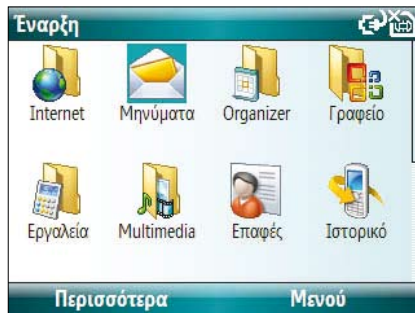 Έναρξη
Internet Μηνύματα Organizer Γραφείο
Εργαλεία Multimedia Επαφές Ιστορικό
Περισσότερα Μενού